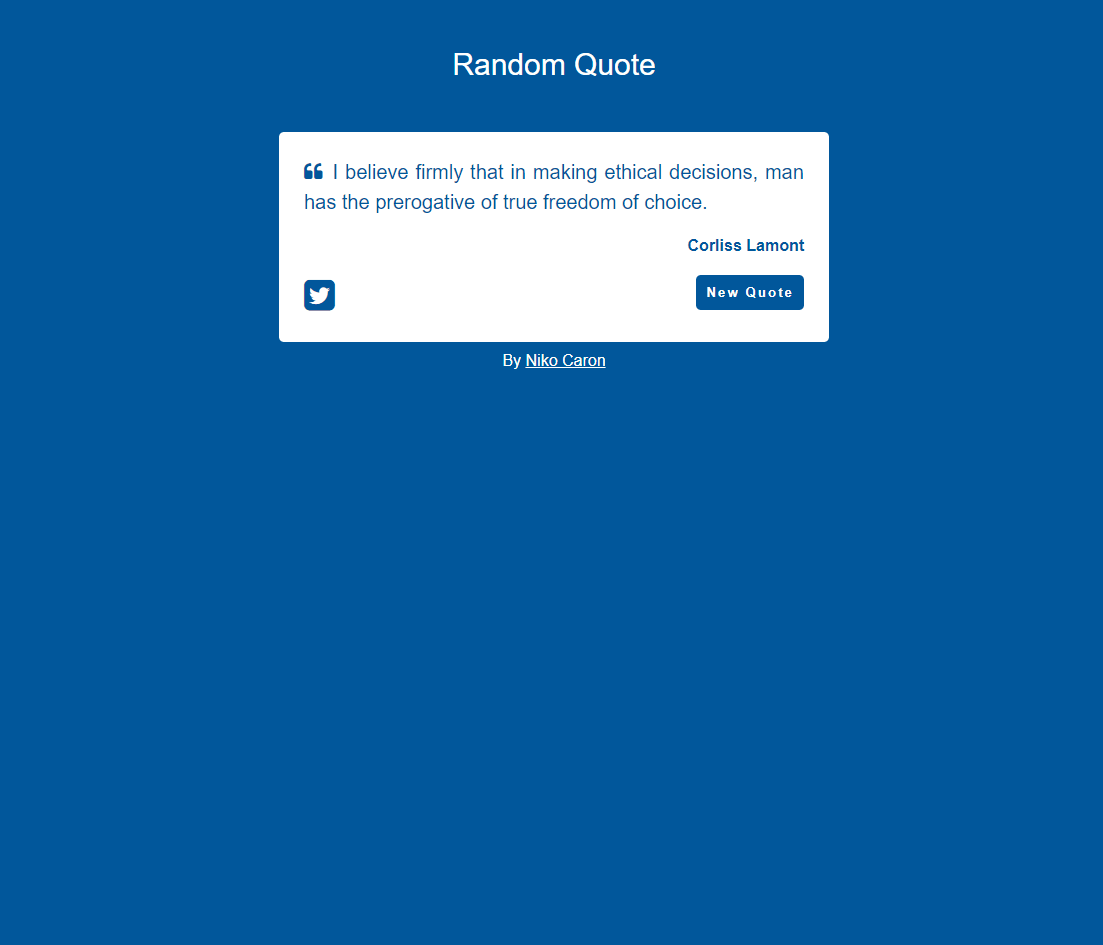 Random Quote
I believe firmly that in making ethical decisions, man
has the prerogative of true freedom of choice.
Corliss Lamont
New Quote
By Niko Caron